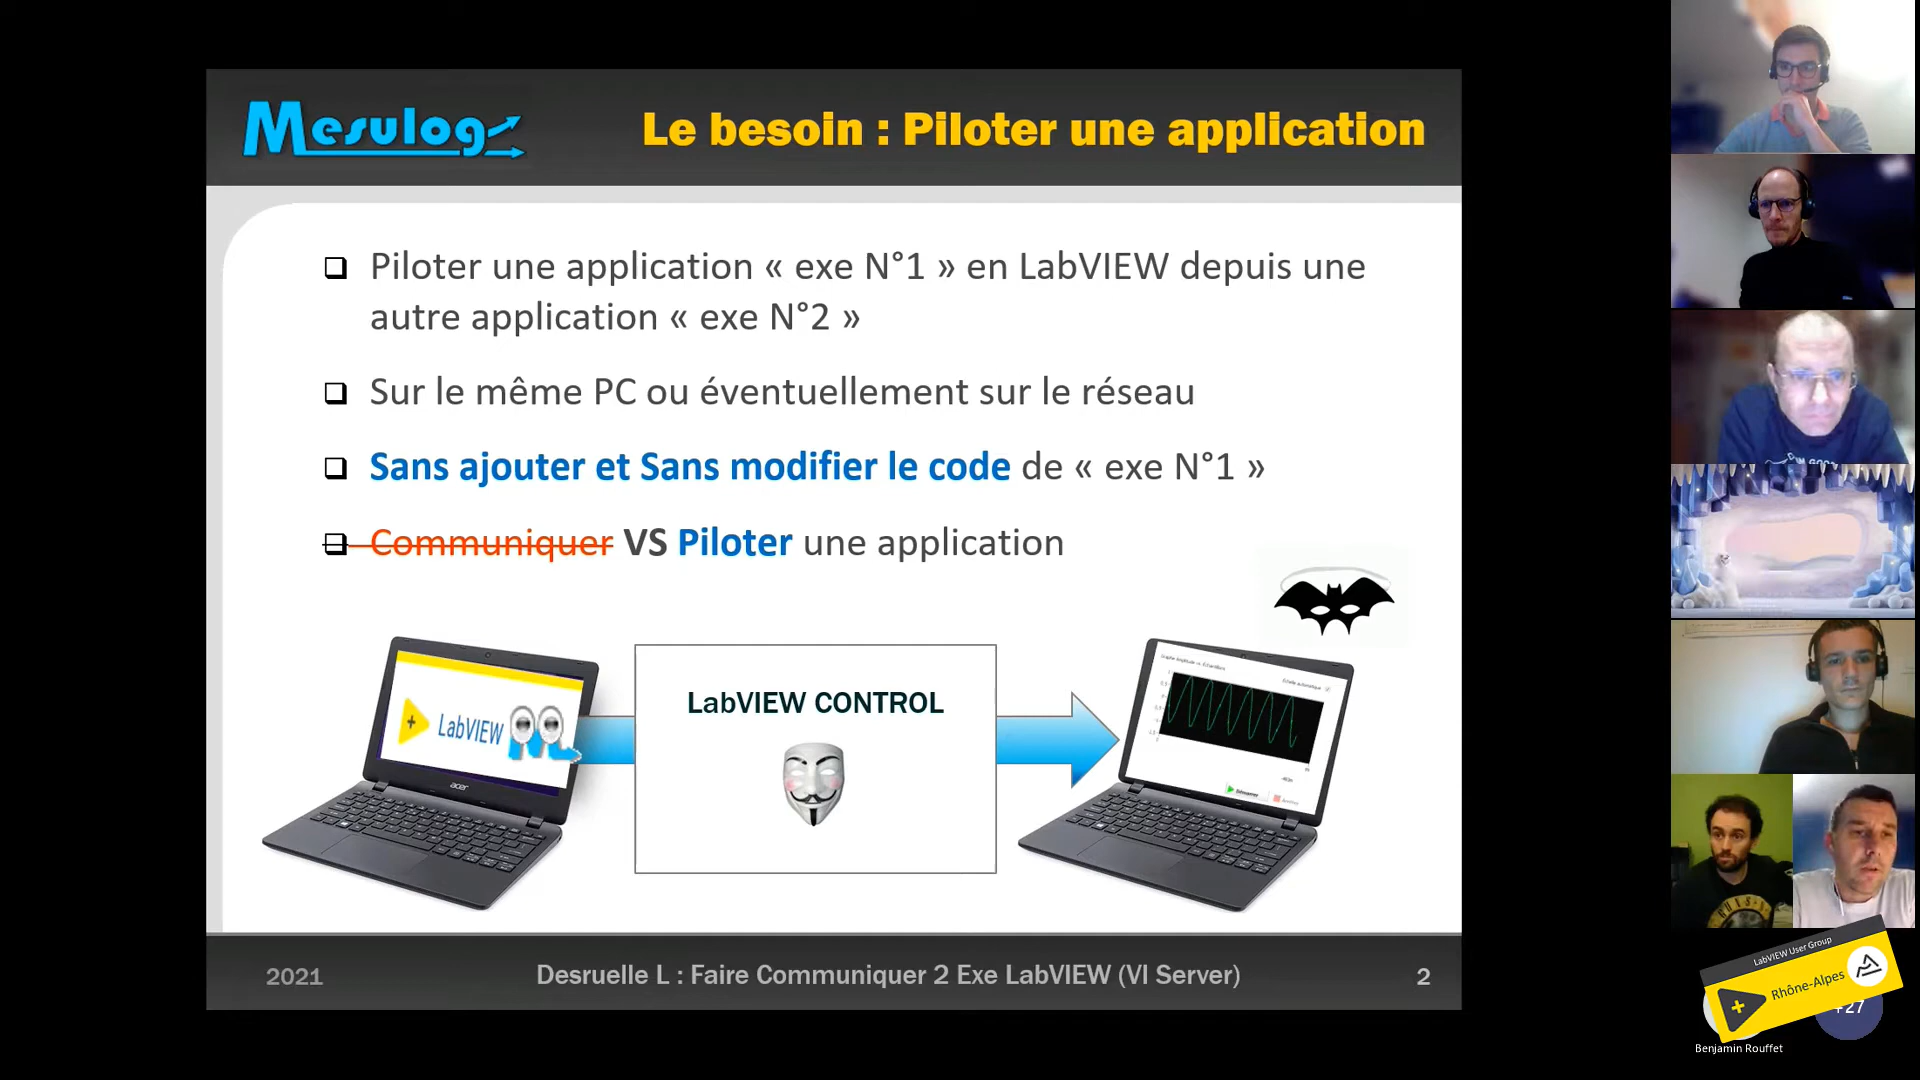 Mesulog
Le besoin : Piloter une application
Piloter une application « exe N°1 » en LabVIEW depuis une
autre application « exe N°2 »
Sur le même PC ou éventuellement sur le réseau
Sans ajouter et Sans modifier le code de « exe N°1 »
Communiquer VS Piloter une application
LabVIEW
acer
LabVIEW CONTROL
2021
Desruelle L : Faire Communiquer 2 Exe LabVIEW (VI Server)
2
LabVIEW User Group
Rhône-Alpes
+27
Benjamin Rouffet